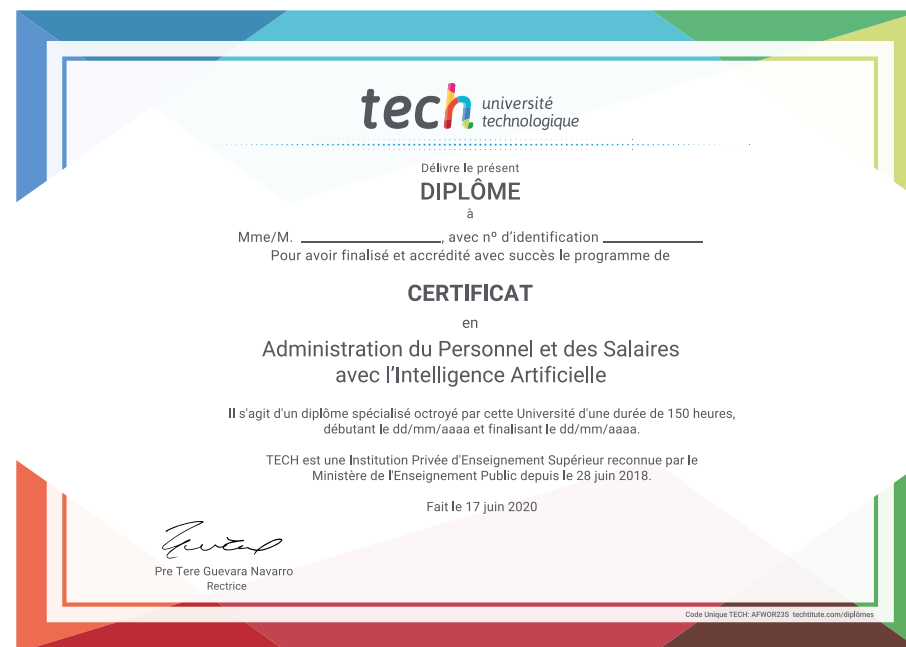 tech université
technologique
Délivre le présent
DIPLÔME
à
Mme/M. ____________________, avec nº d'identification ______________
Pour avoir finalisé et accrédité avec succès le programme de
CERTIFICAT
en
Administration du Personnel et des Salaires
avec l'Intelligence Artificielle
Il s'agit d'un diplôme spécialisé octroyé par cette Université d'une durée de 150 heures,
débutant le dd/mm/aaaa et finalisant le dd/mm/aaaa.
TECH est une Institution Privée d'Enseignement Supérieur reconnue par le
Ministère de l'Enseignement Public depuis le 28 juin 2018.
Fait le 17 juin 2020
Pre Tere Guevara Navarro
Rectrice
Code Unique TECH: AFWOR23S techtitute.com/diplômes